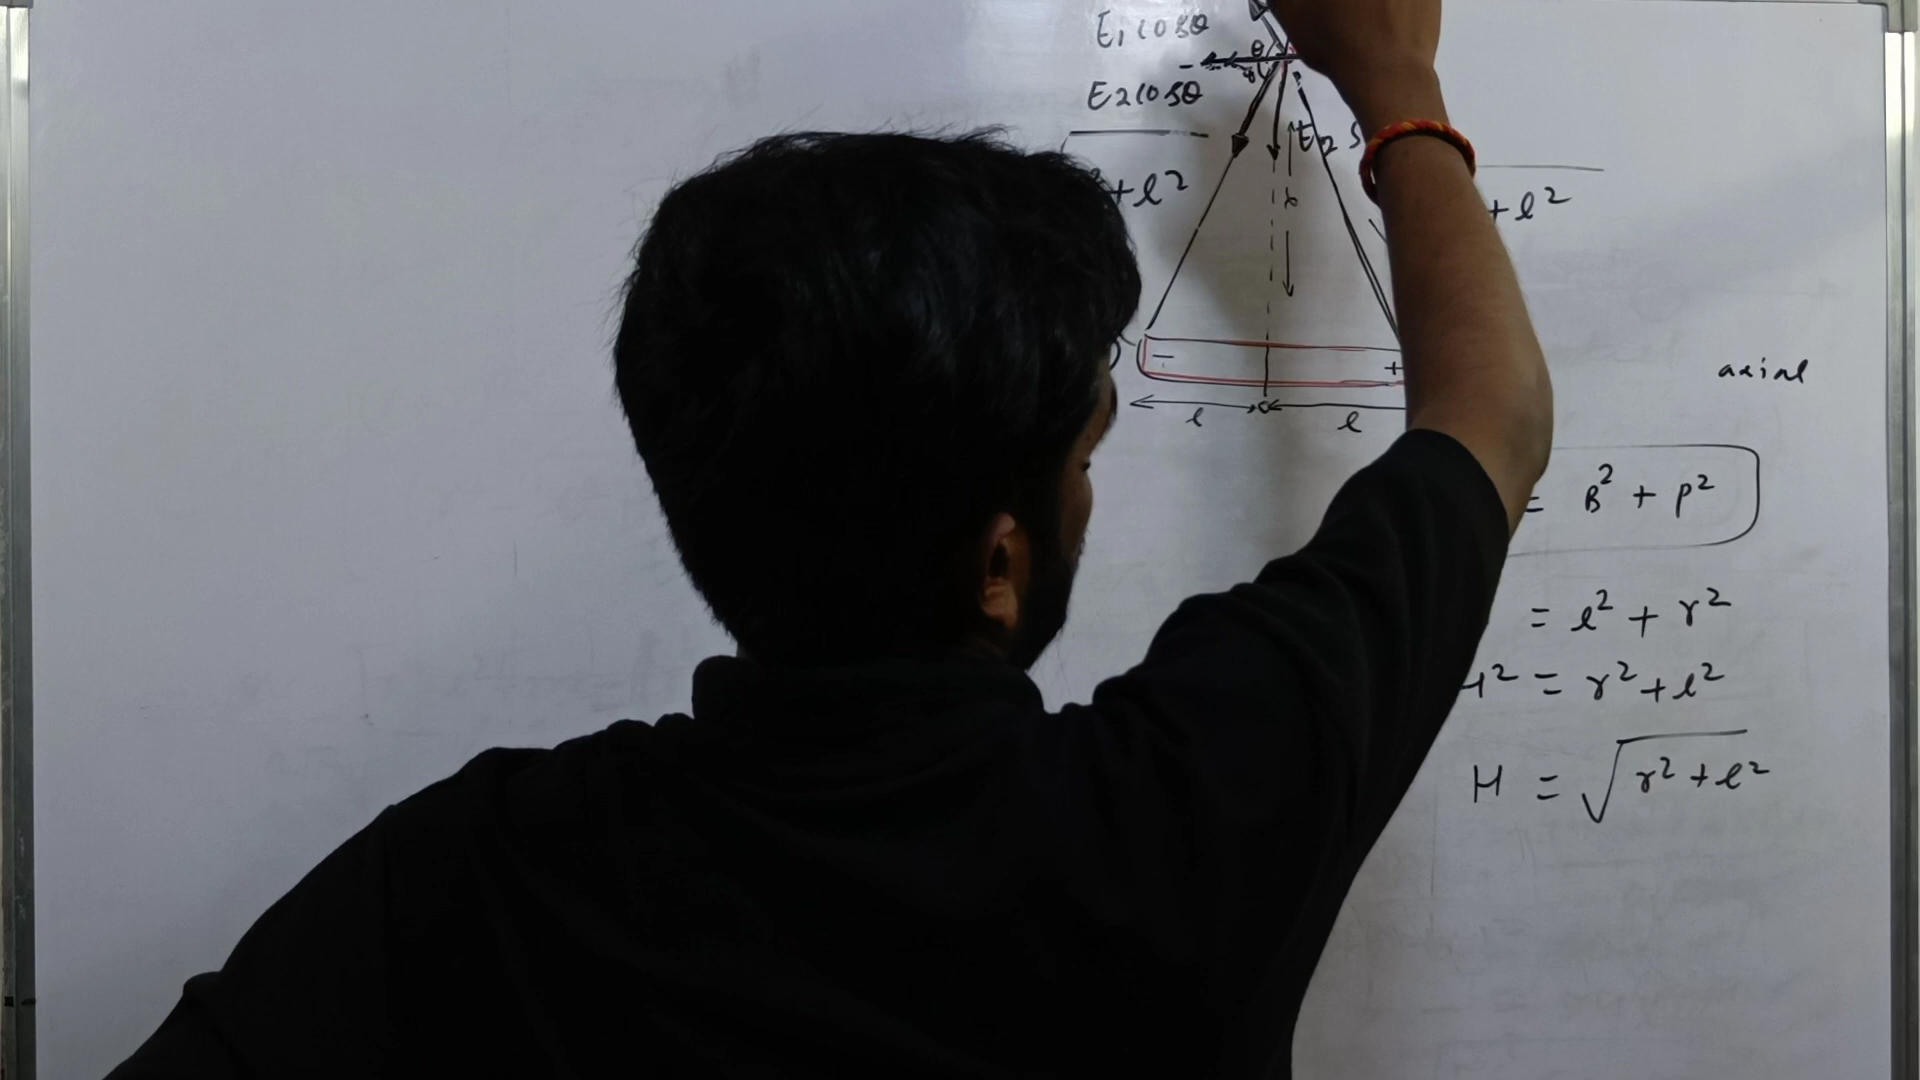 E1 cosθ
θ
E2 cosθ
E2 S
+ l2
r
+ l2
−
+
axial
l
l
= B2 + P2
= l2 + r2
H2 = r2 + l2
H = √r2 + l2